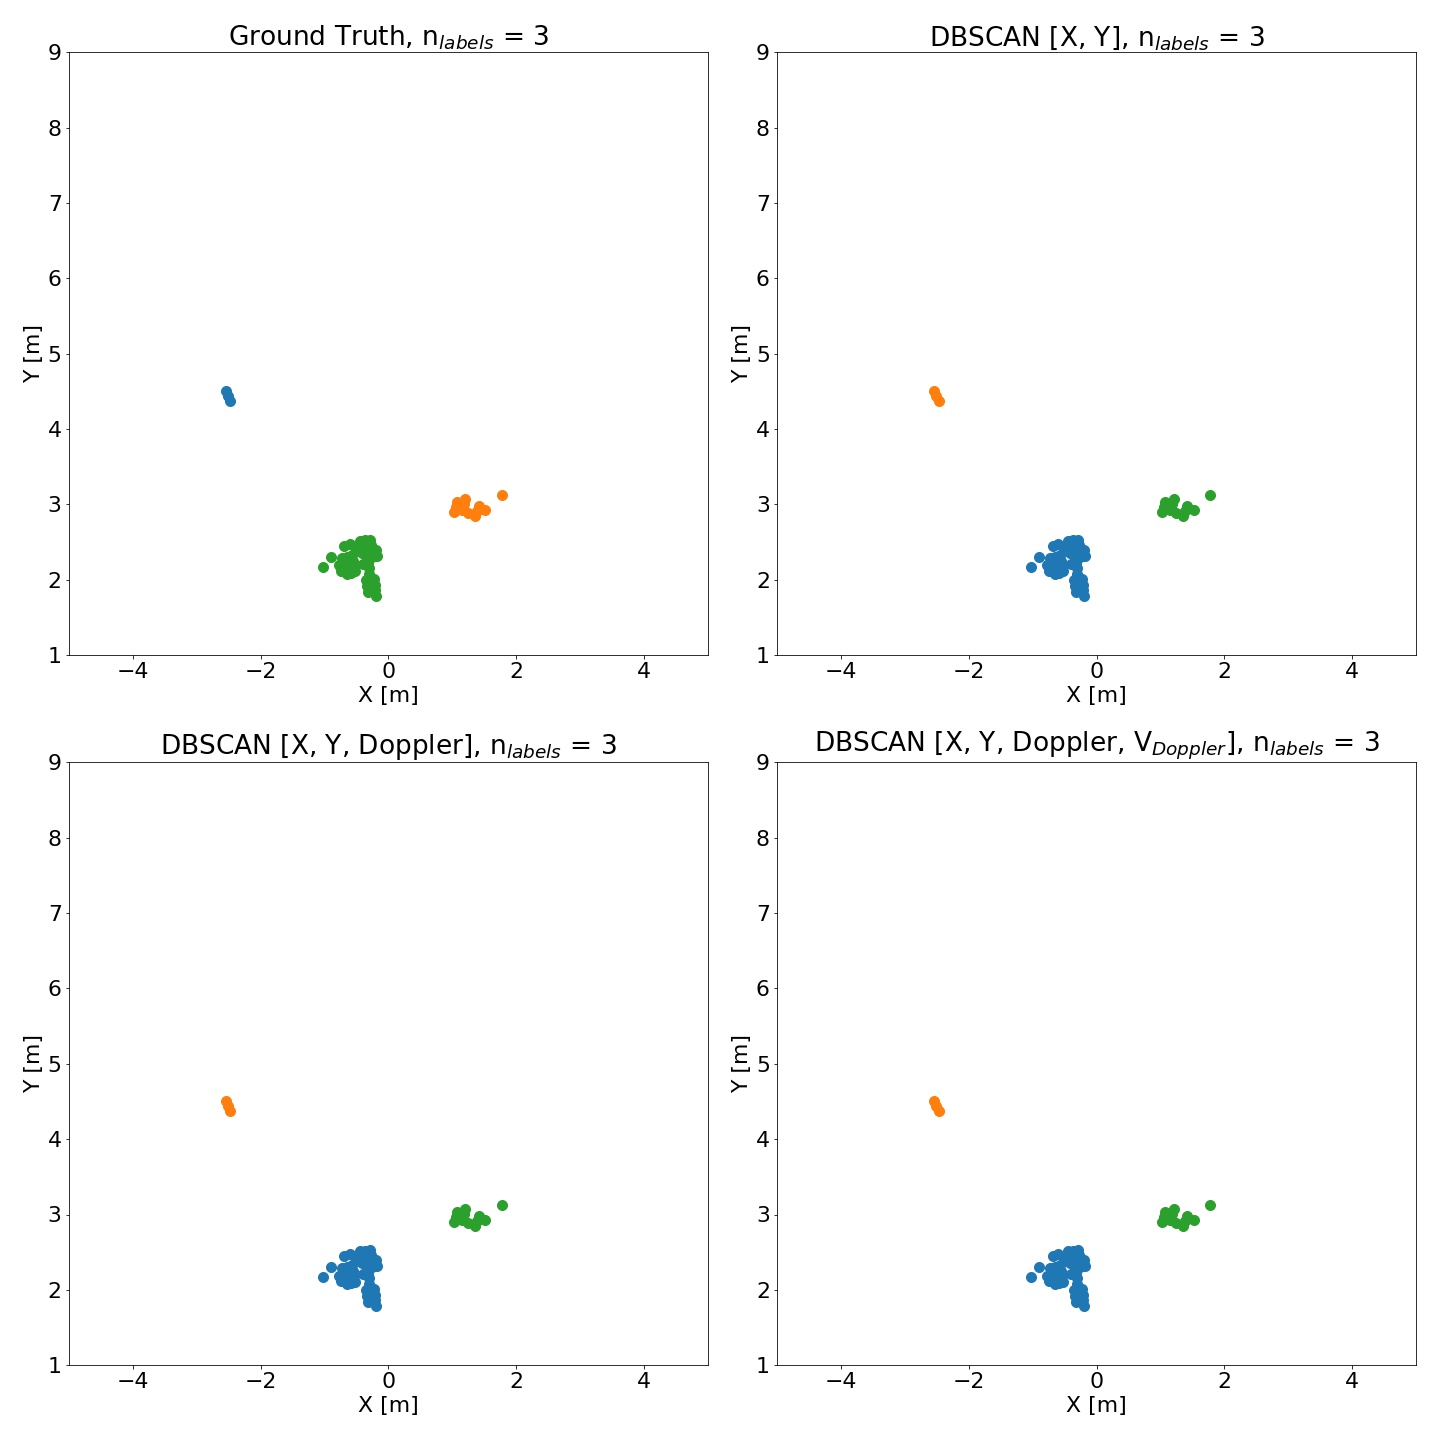 Ground Truth, n_labels = 3
9
8
7
6
5
4
3
2
1
Y [m]
−4 −2 0 2 4
X [m]
DBSCAN [X, Y], n_labels = 3
9
8
7
6
5
4
3
2
1
Y [m]
−4 −2 0 2 4
X [m]
DBSCAN [X, Y, Doppler], n_labels = 3
9
8
7
6
5
4
3
2
1
Y [m]
−4 −2 0 2 4
X [m]
DBSCAN [X, Y, Doppler, V_Doppler], n_labels = 3
9
8
7
6
5
4
3
2
1
Y [m]
−4 −2 0 2 4
X [m]